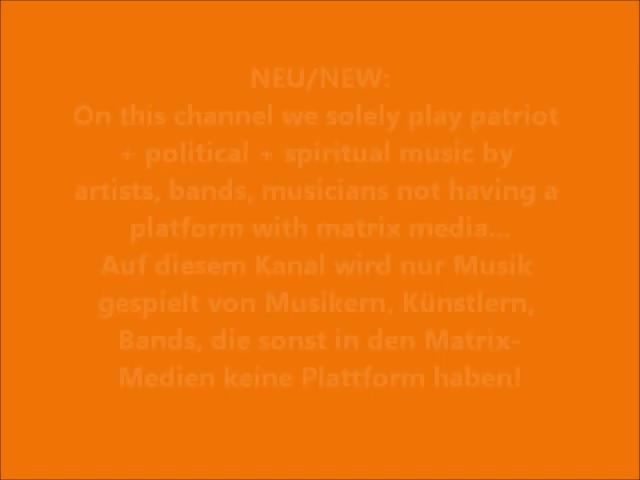 NEU/NEW:
On this channel we solely play patriot
+ political + spiritual music by
artists, bands, musicians not having a
platform with matrix media...
Auf diesem Kanal wird nur Musik
gespielt von Musikern, Künstlern,
Bands, die sonst in den Matrix-
Medien keine Plattform haben!